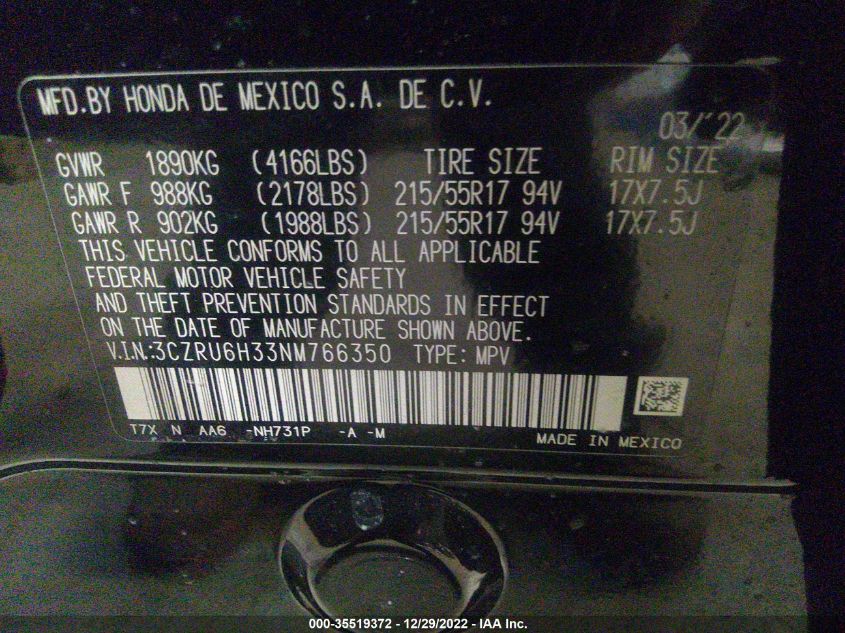 MFD.BY HONDA DE MEXICO S.A. DE C.V.
03/'22
GVWR 1890KG (4166LBS) TIRE SIZE RIM SIZE
GAWR F 988KG (2178LBS) 215/55R17 94V 17X7.5J
GAWR R 902KG (1988LBS) 215/55R17 94V 17X7.5J
THIS VEHICLE CONFORMS TO ALL APPLICABLE
FEDERAL MOTOR VEHICLE SAFETY
AND THEFT PREVENTION STANDARDS IN EFFECT
ON THE DATE OF MANUFACTURE SHOWN ABOVE.
V.I.N.:3CZRU6H33NM766350 TYPE: MPV
T7X N AA6 -NH731P -A -M
MADE IN MEXICO
000-35519372 - 12/29/2022 - IAA Inc.